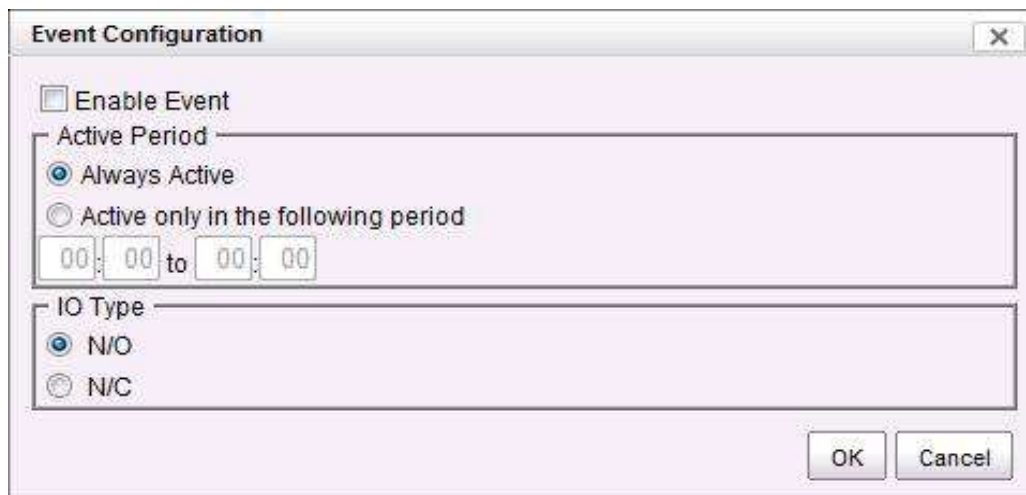 Event Configuration
Enable Event
Active Period
Always Active
Active only in the following period
00 : 00 to 00 : 00
IO Type
N/O
N/C
OK Cancel